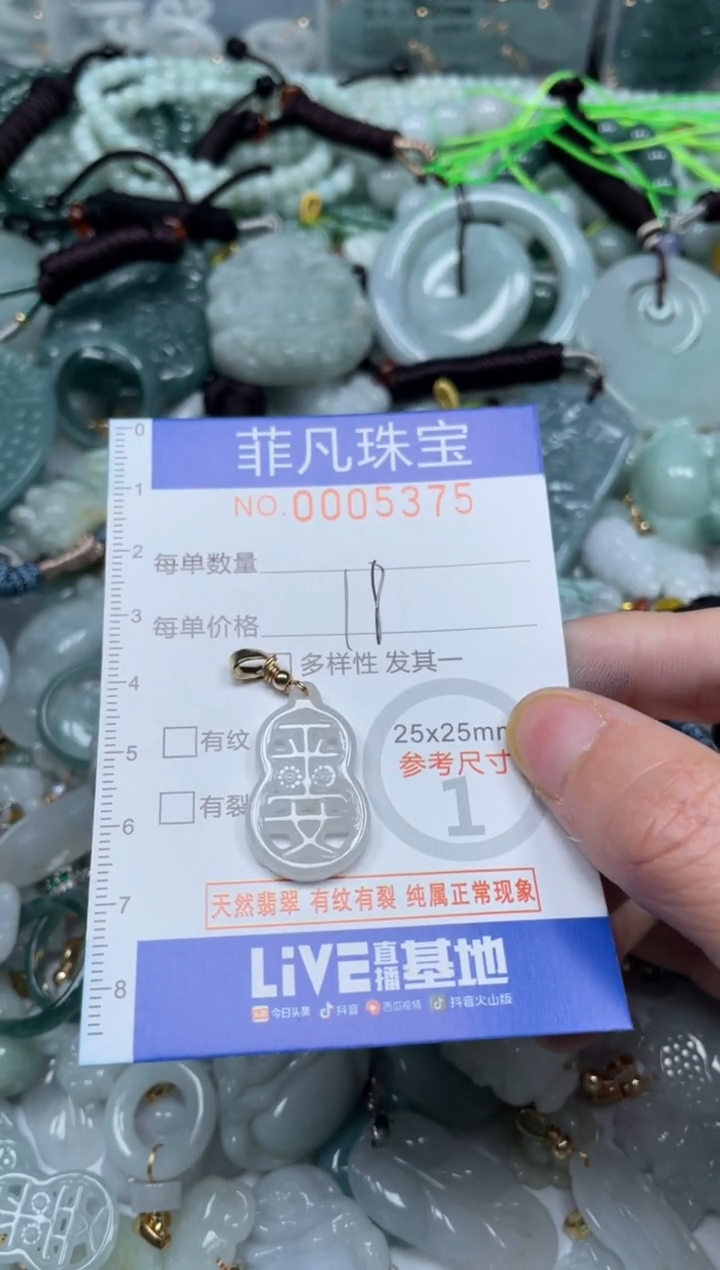 菲凡珠宝
NO.0005375
0
1
2
3
4
5
6
7
8
每单数量
每单价格
18
多样性 发其一
有纹
有裂
平安
25x25mm
参考尺寸
1
天然翡翠 有纹有裂 纯属正常现象
LiVE直播基地
今日头条 抖音 西瓜视频 抖音火山版